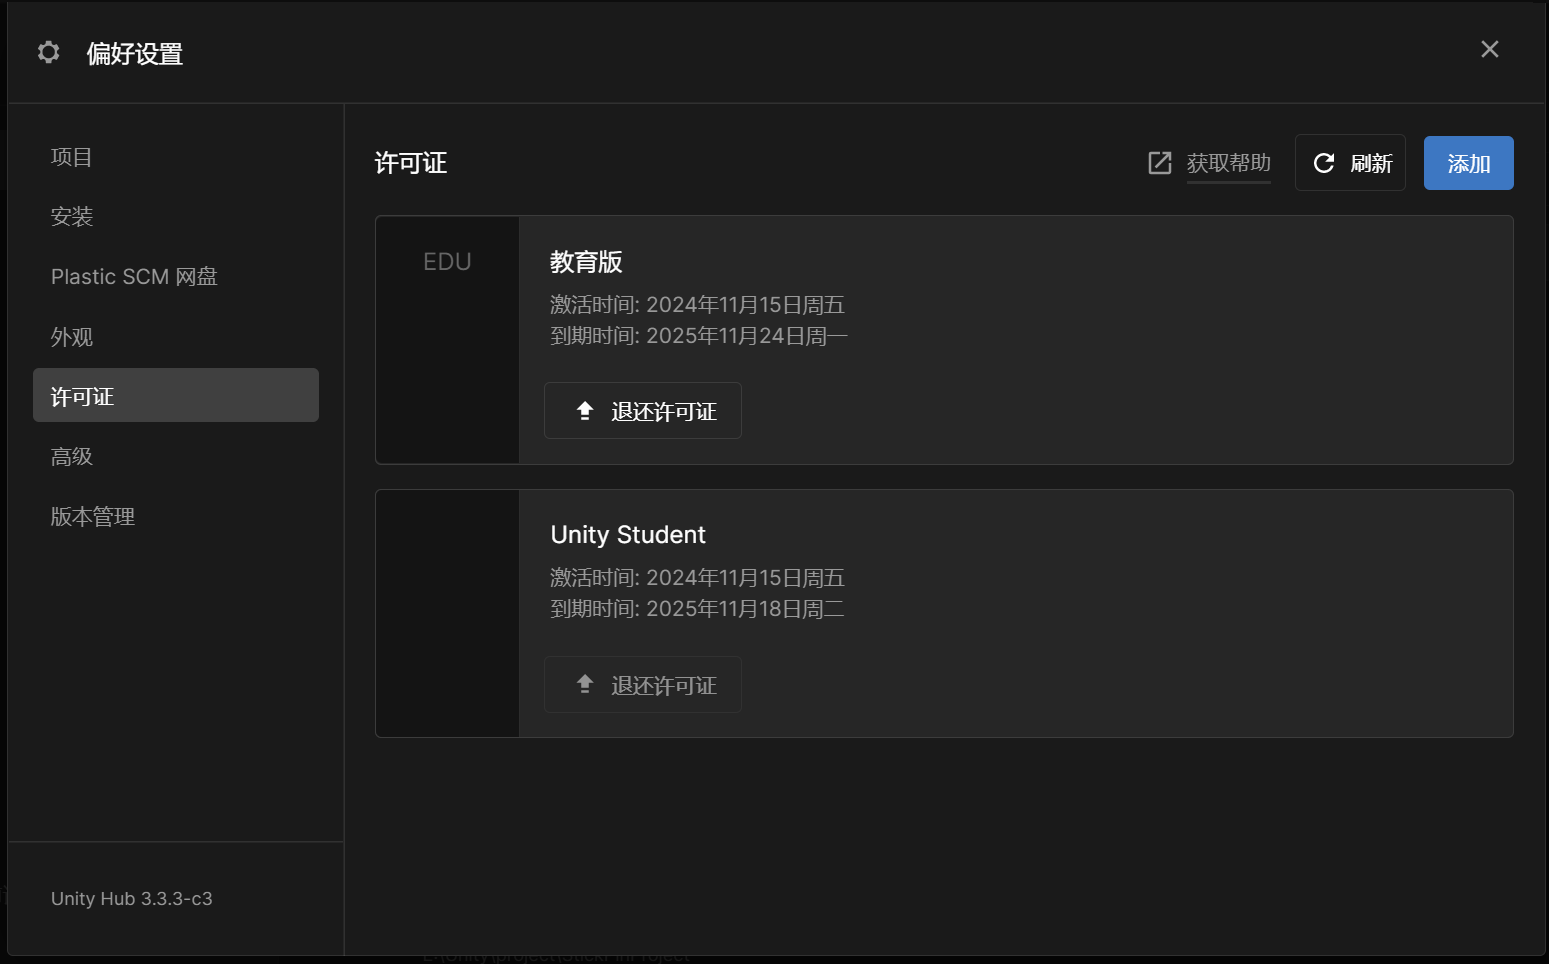 偏好设置
项目
安装
Plastic SCM 网盘
外观
许可证
高级
版本管理
Unity Hub 3.3.3-c3
许可证
获取帮助
刷新
添加
EDU
教育版
激活时间: 2024年11月15日周五
到期时间: 2025年11月24日周一
退还许可证
Unity Student
激活时间: 2024年11月15日周五
到期时间: 2025年11月18日周二
退还许可证